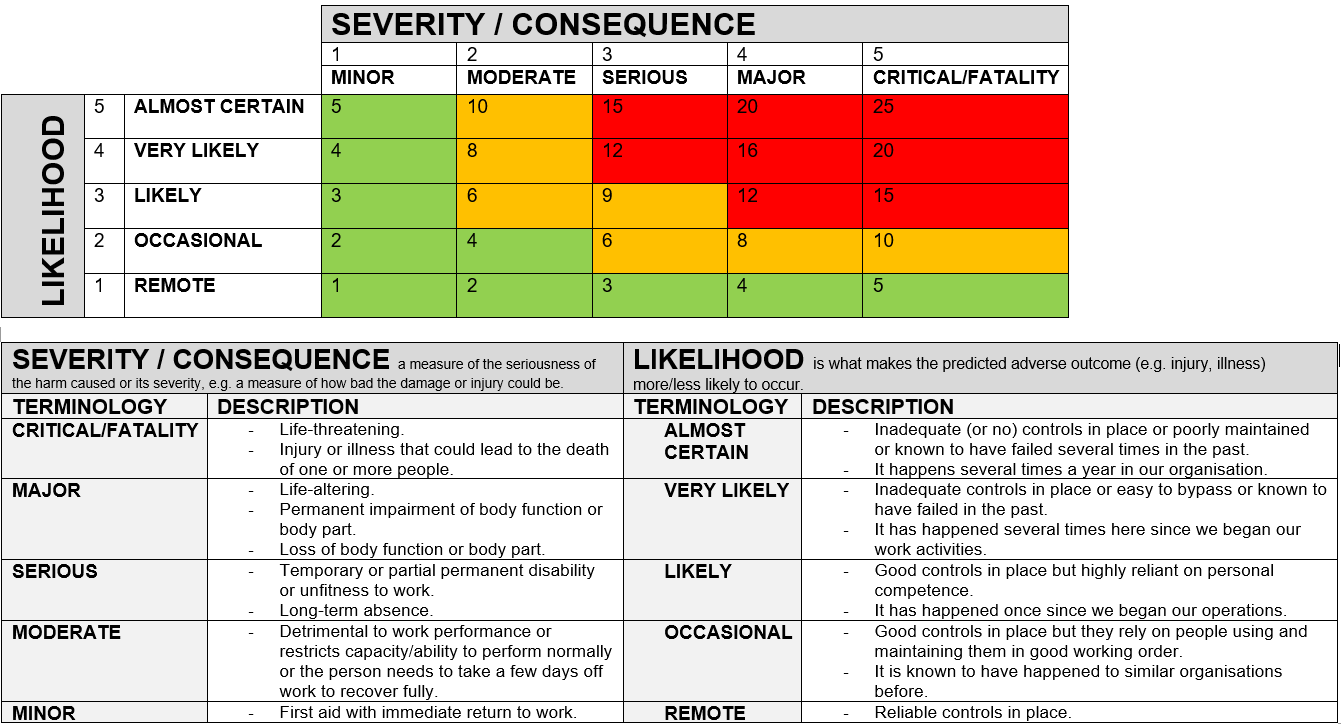 SEVERITY / CONSEQUENCE
1 2 3 4 5
MINOR MODERATE SERIOUS MAJOR CRITICAL/FATALITY
LIKELIHOOD
5 ALMOST CERTAIN 5 10 15 20 25
4 VERY LIKELY 4 8 12 16 20
3 LIKELY 3 6 9 12 15
2 OCCASIONAL 2 4 6 8 10
1 REMOTE 1 2 3 4 5
SEVERITY / CONSEQUENCE a measure of the seriousness of
the harm caused or its severity, e.g. a measure of how bad the damage or injury could be.
LIKELIHOOD is what makes the predicted adverse outcome (e.g. injury, illness)
more/less likely to occur.
TERMINOLOGY DESCRIPTION
TERMINOLOGY DESCRIPTION
CRITICAL/FATALITY
- Life-threatening.
- Injury or illness that could lead to the death
of one or more people.
ALMOST
CERTAIN
- Inadequate (or no) controls in place or poorly maintained
or known to have failed several times in the past.
- It happens several times a year in our organisation.
MAJOR
- Life-altering.
- Permanent impairment of body function or
body part.
- Loss of body function or body part.
VERY LIKELY
- Inadequate controls in place or easy to bypass or known to
have failed in the past.
- It has happened several times here since we began our
work activities.
SERIOUS
- Temporary or partial permanent disability
or unfitness to work.
- Long-term absence.
LIKELY
- Good controls in place but highly reliant on personal
competence.
- It has happened once since we began our operations.
MODERATE
- Detrimental to work performance or
restricts capacity/ability to perform normally
or the person needs to take a few days off
work to recover fully.
OCCASIONAL
- Good controls in place but they rely on people using and
maintaining them in good working order.
- It is known to have happened to similar organisations
before.
MINOR
- First aid with immediate return to work.
REMOTE
- Reliable controls in place.